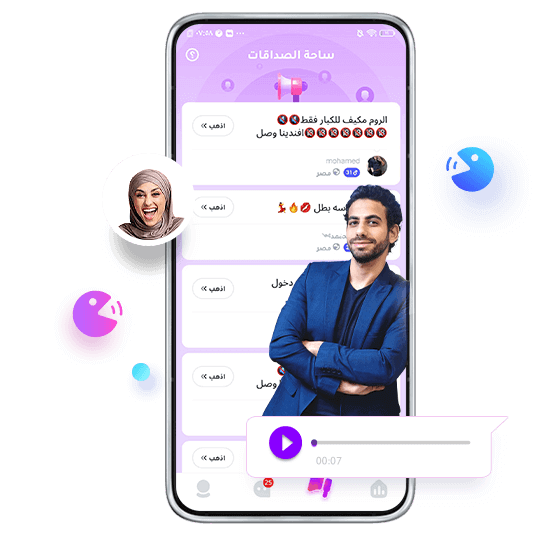 ٠٧:٥٨
ساحة الصداقات
الروم مكيف للكبار فقط🔇🔇
🔞🔞🔞🔞🔞🔞🔞افندينا وصل
اذهب
mohamed
31
مصر
سه بطل 💋🔥💃
اذهب
مصر
دخول
اذهب
وصل
اذهب
اذهب
00:07
25